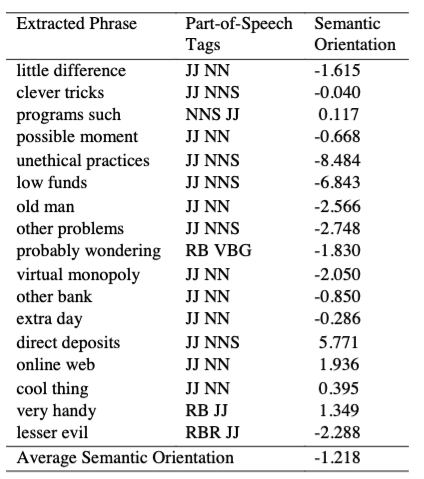 Extracted Phrase Part-of-Speech Semantic
Tags Orientation
little difference JJ NN -1.615
clever tricks JJ NNS -0.040
programs such NNS JJ 0.117
possible moment JJ NN -0.668
unethical practices JJ NNS -8.484
low funds JJ NNS -6.843
old man JJ NN -2.566
other problems JJ NNS -2.748
probably wondering RB VBG -1.830
virtual monopoly JJ NN -2.050
other bank JJ NN -0.850
extra day JJ NN -0.286
direct deposits JJ NNS 5.771
online web JJ NN 1.936
cool thing JJ NN 0.395
very handy RB JJ 1.349
lesser evil RBR JJ -2.288
Average Semantic Orientation -1.218